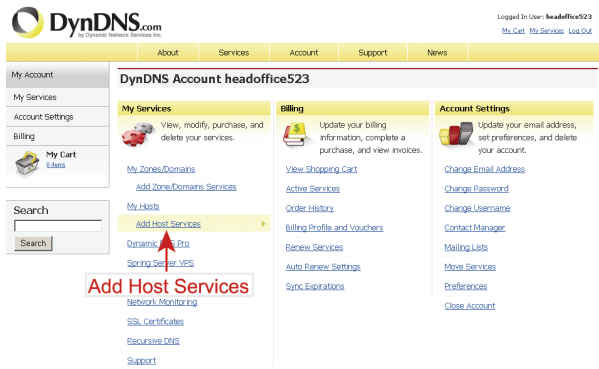 DynDNS.com
by Dynamic Network Services Inc.
Logged In User: headoffice523
My Cart My Services Log Out
About Services Account Support News
My Account
My Services
Account Settings
Billing
My Cart
0 items
Search
Search
DynDNS Account headoffice523
My Services
View, modify, purchase, and
delete your services.
My Zones/Domains
Add Zone/Domains Services
My Hosts
Add Host Services
Dynamic Pro
Spring Server VPS
Add Host Services
Network Monitoring
SSL Certificates
Recursive DNS
Support
Billing
Update your billing
information, complete a
purchase, and view invoices.
View Shopping Cart
Active Services
Order History
Billing Profile and Vouchers
Renew Services
Auto Renew Settings
Sync Expirations
Account Settings
Update your email address,
set preferences, and delete
your account.
Change Email Address
Change Password
Change Username
Contact Manager
Mailing Lists
Move Services
Preferences
Close Account